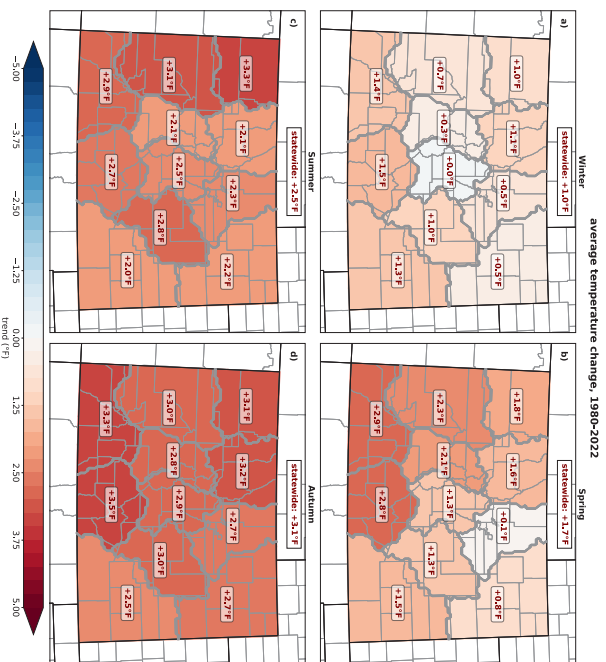 average temperature change, 1980–2022
Winter
a)
statewide: +1.0°F
+1.0°F
+1.1°F
+0.5°F
+0.5°F
+0.7°F
+0.3°F
+0.0°F
+1.0°F
+1.4°F
+1.5°F
+1.3°F
Spring
b)
statewide: +1.7°F
+1.8°F
+1.6°F
+0.1°F
+0.8°F
+2.3°F
+2.1°F
+1.3°F
+1.3°F
+2.9°F
+2.8°F
+1.5°F
Summer
c)
statewide: +2.5°F
+3.3°F
+2.1°F
+2.3°F
+2.2°F
+3.1°F
+2.1°F
+2.5°F
+2.8°F
+2.9°F
+2.7°F
+2.0°F
Autumn
d)
statewide: +3.1°F
+3.1°F
+3.2°F
+2.7°F
+2.7°F
+3.0°F
+2.8°F
+2.9°F
+3.0°F
+3.3°F
+3.5°F
+2.5°F
−5.00 −3.75 −2.50 −1.25 0.00 1.25 2.50 3.75 5.00
trend (°F)